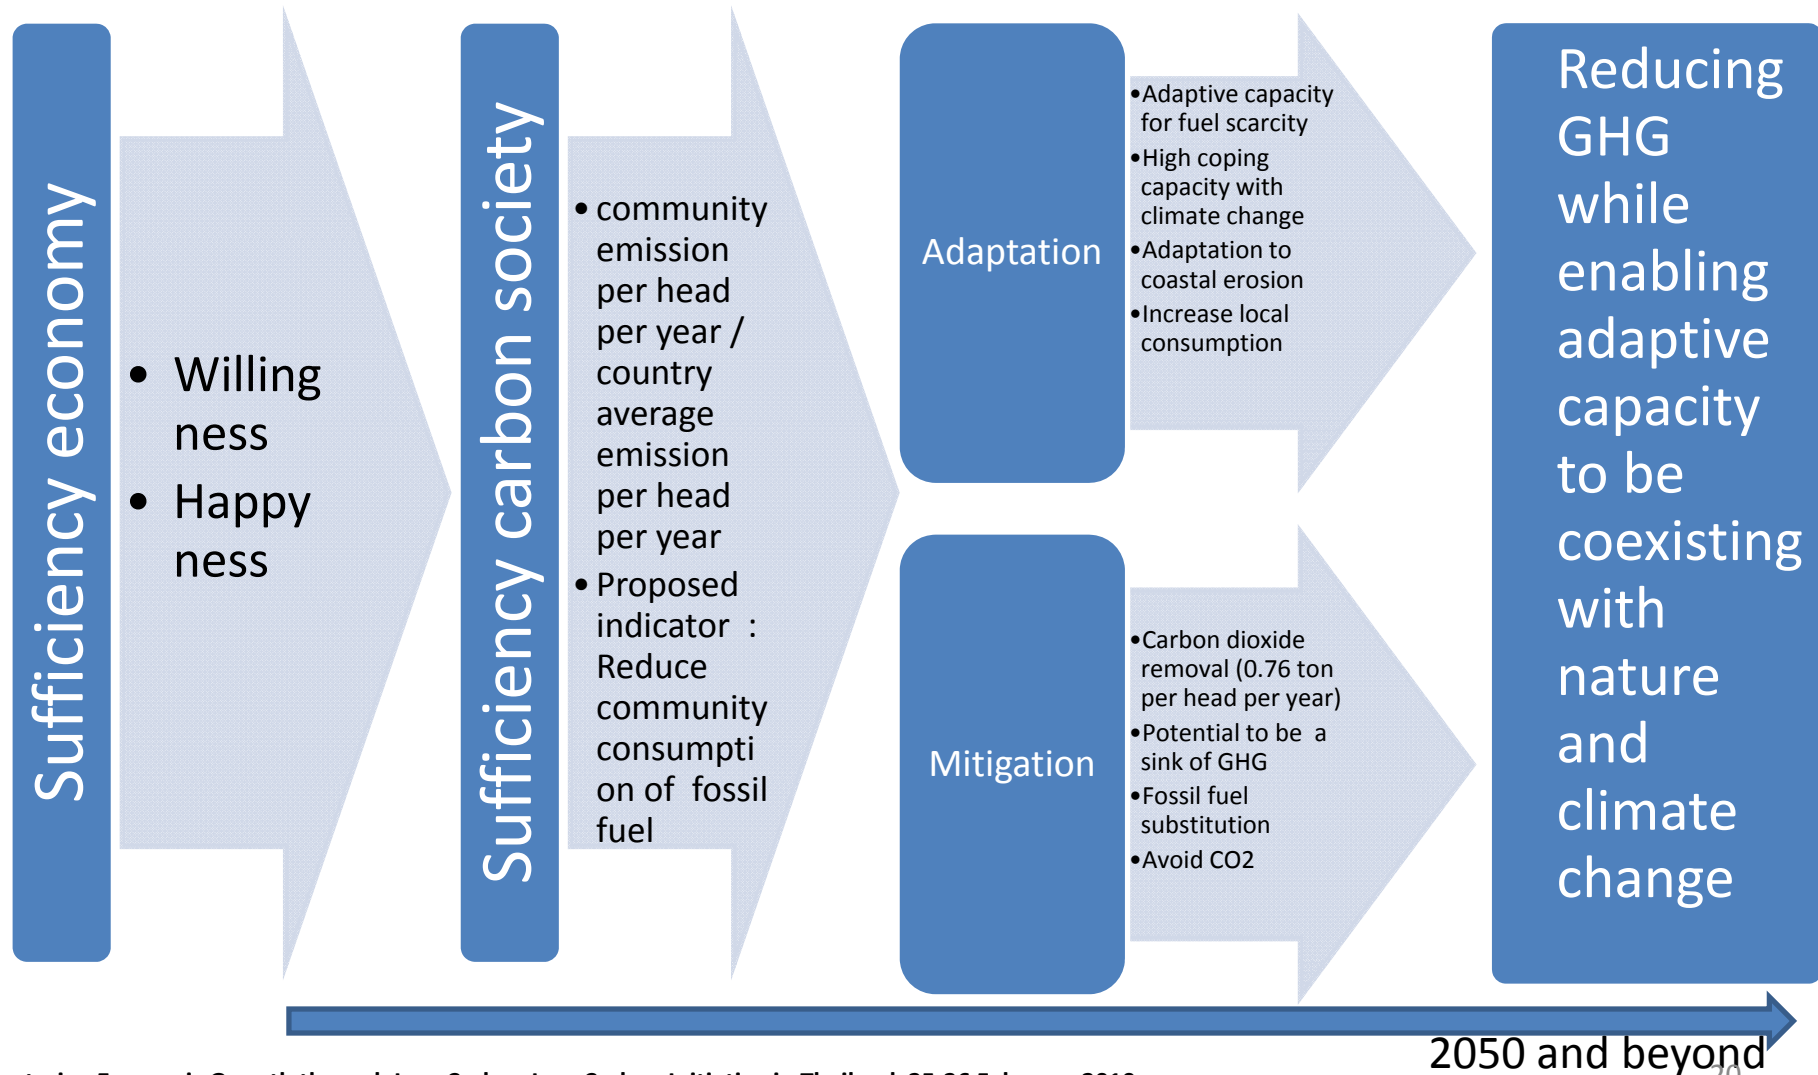 Sufficiency economy
• Willing
ness
• Happy
ness
Sufficiency carbon society
• community
emission
per head
per year /
country
average
emission
per head
per year
• Proposed
indicator :
Reduce
community
consumpti
on of fossil
fuel
Adaptation
•Adaptive capacity
for fuel scarcity
•High coping
capacity with
climate change
•Adaptation to
coastal erosion
•Increase local
consumption
Mitigation
•Carbon dioxide
removal (0.76 ton
per head per year)
•Potential to be a
sink of GHG
•Fossil fuel
substitution
•Avoid CO2
Reducing
GHG
while
enabling
adaptive
capacity
to be
coexisting
with
nature
and
climate
change
2050 and beyond
20